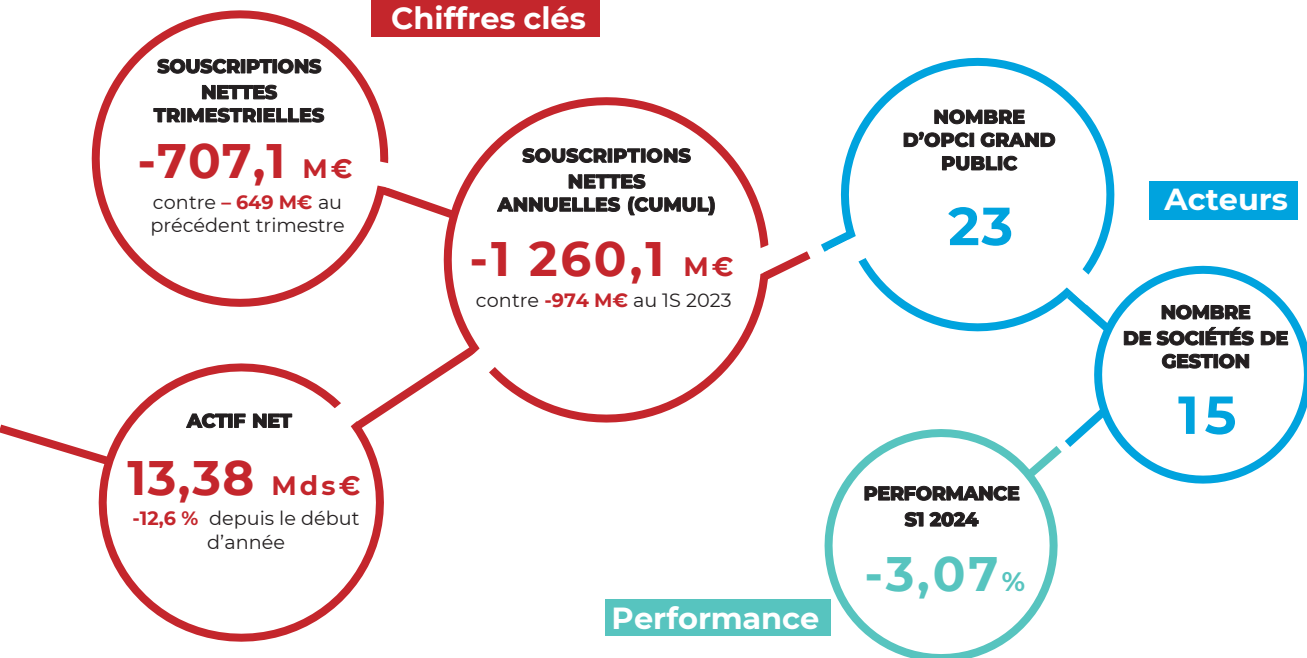 Chiffres clés
SOUSCRIPTIONS
NETTES
TRIMESTRIELLES
-707,1 M€
contre – 649 M€ au
précédent trimestre
SOUSCRIPTIONS
NETTES
ANNUELLES (CUMUL)
-1 260,1 M€
contre -974 M€ au 1S 2023
ACTIF NET
13,38 Mds€
-12,6 % depuis le début
d’année
NOMBRE
D’OPCI GRAND
PUBLIC
23
Acteurs
NOMBRE
DE SOCIÉTÉS DE
GESTION
15
PERFORMANCE
S1 2024
-3,07%
Performance